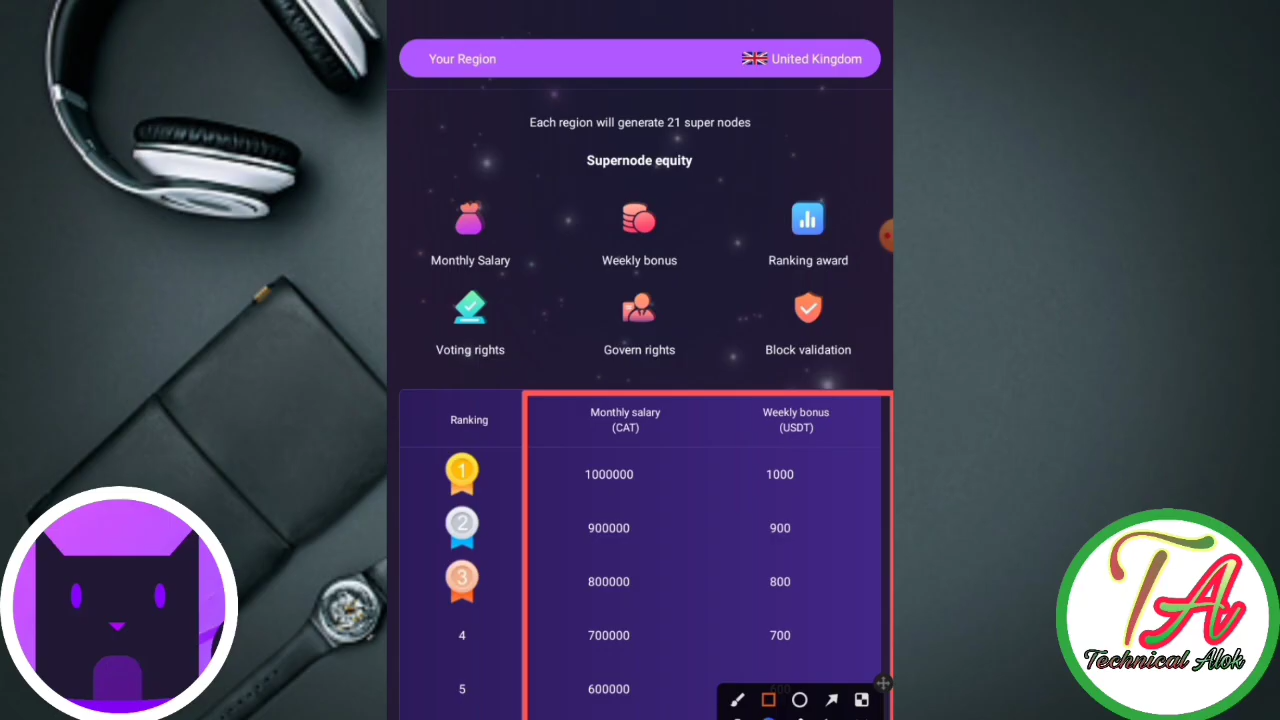 Your Region
United Kingdom
Each region will generate 21 super nodes
Supernode equity
Monthly Salary
Weekly bonus
Ranking award
Voting rights
Govern rights
Block validation
Ranking
Monthly salary
(CAT)
Weekly bonus
(USDT)
1
1000000
1000
2
900000
900
3
800000
800
4
700000
700
5
600000
600
TA
Technical Alok